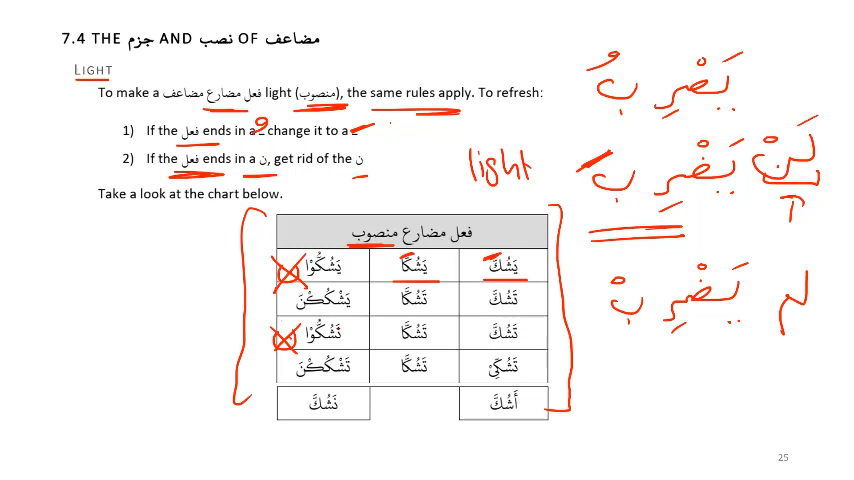 7.4 THE جزم AND نصب OF مضاعف
LIGHT
To make a فعل مضارع مضاعف light (منصوب), the same rules apply. To refresh:
1) If the فعل ends in a ـُ change it to a ـَ
2) If the فعل ends in a ن, get rid of the ن
Take a look at the chart below.
فعل مضارع منصوب
يَشُكَّ يَشُكَّا يَشُكُّوْا
تَشُكَّ تَشُكَّا يَشْكُكْنَ
تَشُكَّ تَشُكَّا تَشُكُّوْا
تَشُكِّيْ تَشُكَّا تَشْكُكْنَ
أَشُكَّ نَشُكَّ
light
يَضْرِبُ
لَنْ يَضْرِبَ
لم يَضْرِبْ
25